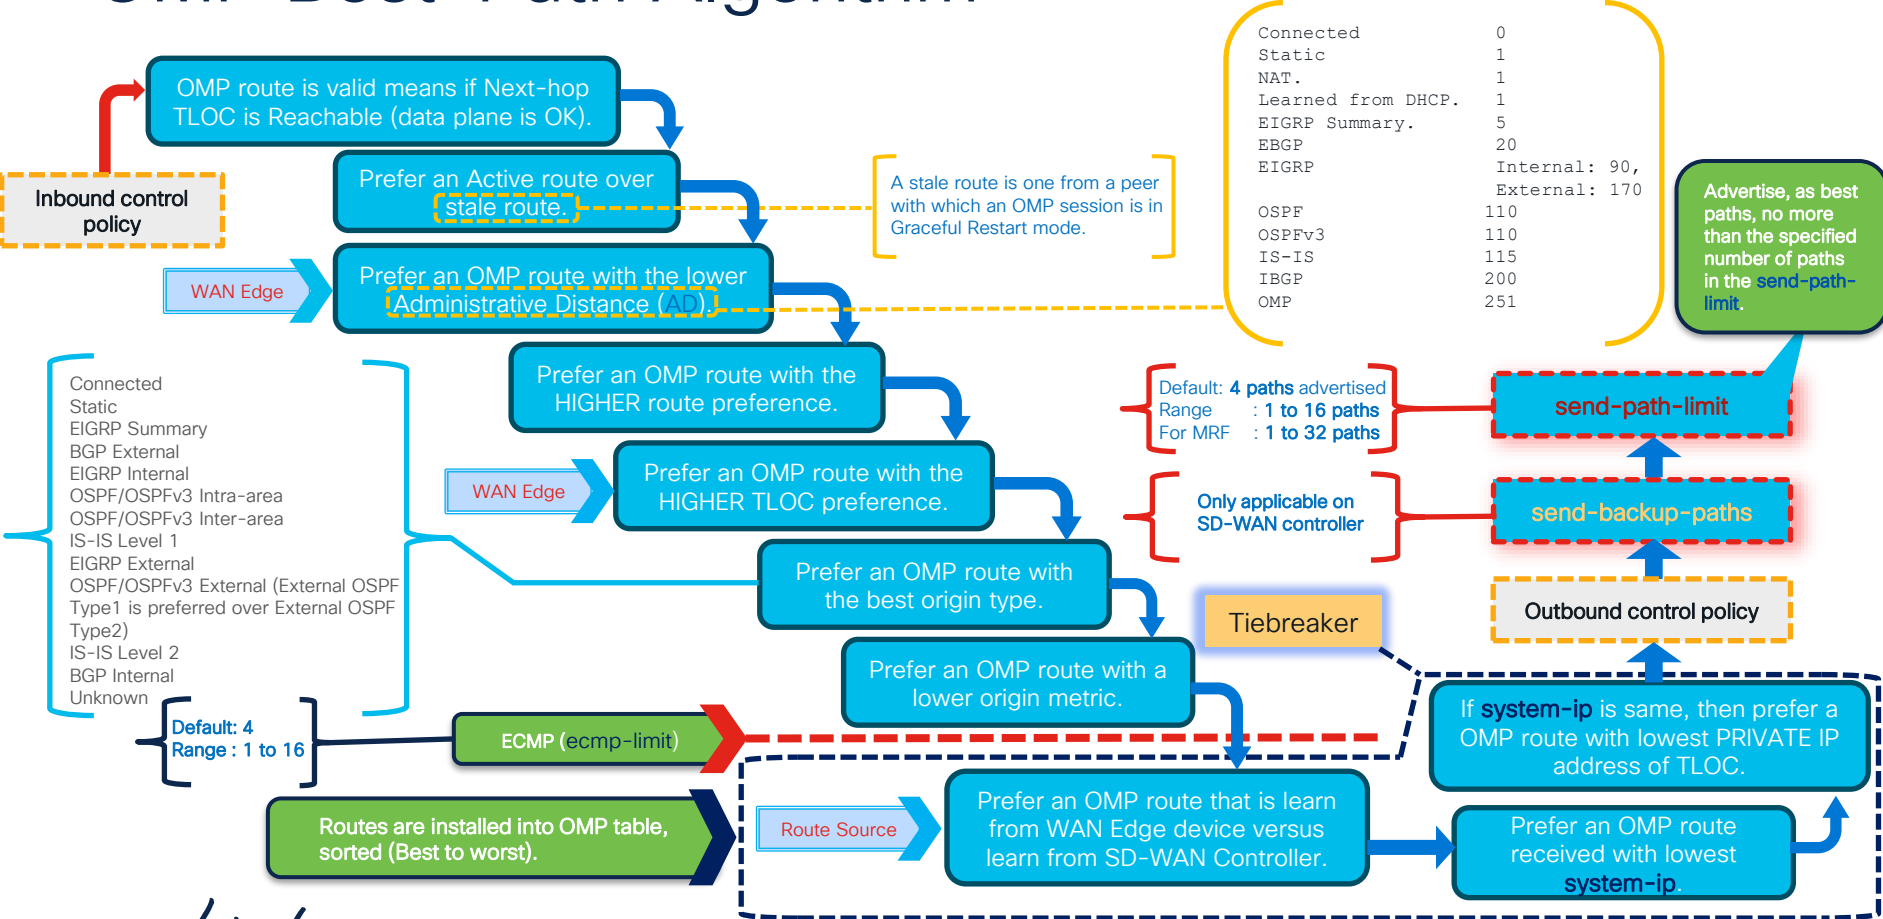 OMP Best-Path Algorithm
OMP route is valid means if Next-hop
TLOC is Reachable (data plane is OK).
Inbound control
policy
Prefer an Active route over
stale route.
A stale route is one from a peer
with which an OMP session is in
Graceful Restart mode.
Connected 0
Static 1
NAT. 1
Learned from DHCP. 1
EIGRP Summary. 5
EBGP 20
EIGRP Internal: 90,
External: 170
OSPF 110
OSPFv3 110
IS-IS 115
IBGP 200
OMP 251
Advertise, as best
paths, no more
than the specified
number of paths
in the send-path-
limit.
WAN Edge
Prefer an OMP route with the lower
Administrative Distance (AD).
Prefer an OMP route with the
HIGHER route preference.
Default: 4 paths advertised
Range : 1 to 16 paths
For MRF : 1 to 32 paths
send-path-limit
Connected
Static
EIGRP Summary
BGP External
EIGRP Internal
OSPF/OSPFv3 Intra-area
OSPF/OSPFv3 Inter-area
IS-IS Level 1
EIGRP External
OSPF/OSPFv3 External (External OSPF
Type1 is preferred over External OSPF
Type2)
IS-IS Level 2
BGP Internal
Unknown
WAN Edge
Prefer an OMP route with the
HIGHER TLOC preference.
Only applicable on
SD-WAN controller
send-backup-paths
Prefer an OMP route with
the best origin type.
Tiebreaker
Outbound control policy
Prefer an OMP route with a
lower origin metric.
Default: 4
Range : 1 to 16
ECMP (ecmp-limit)
If system-ip is same, then prefer a
OMP route with lowest PRIVATE IP
address of TLOC.
Routes are installed into OMP table,
sorted (Best to worst).
Route Source
Prefer an OMP route that is learn
from WAN Edge device versus
learn from SD-WAN Controller.
Prefer an OMP route
received with lowest
system-ip.